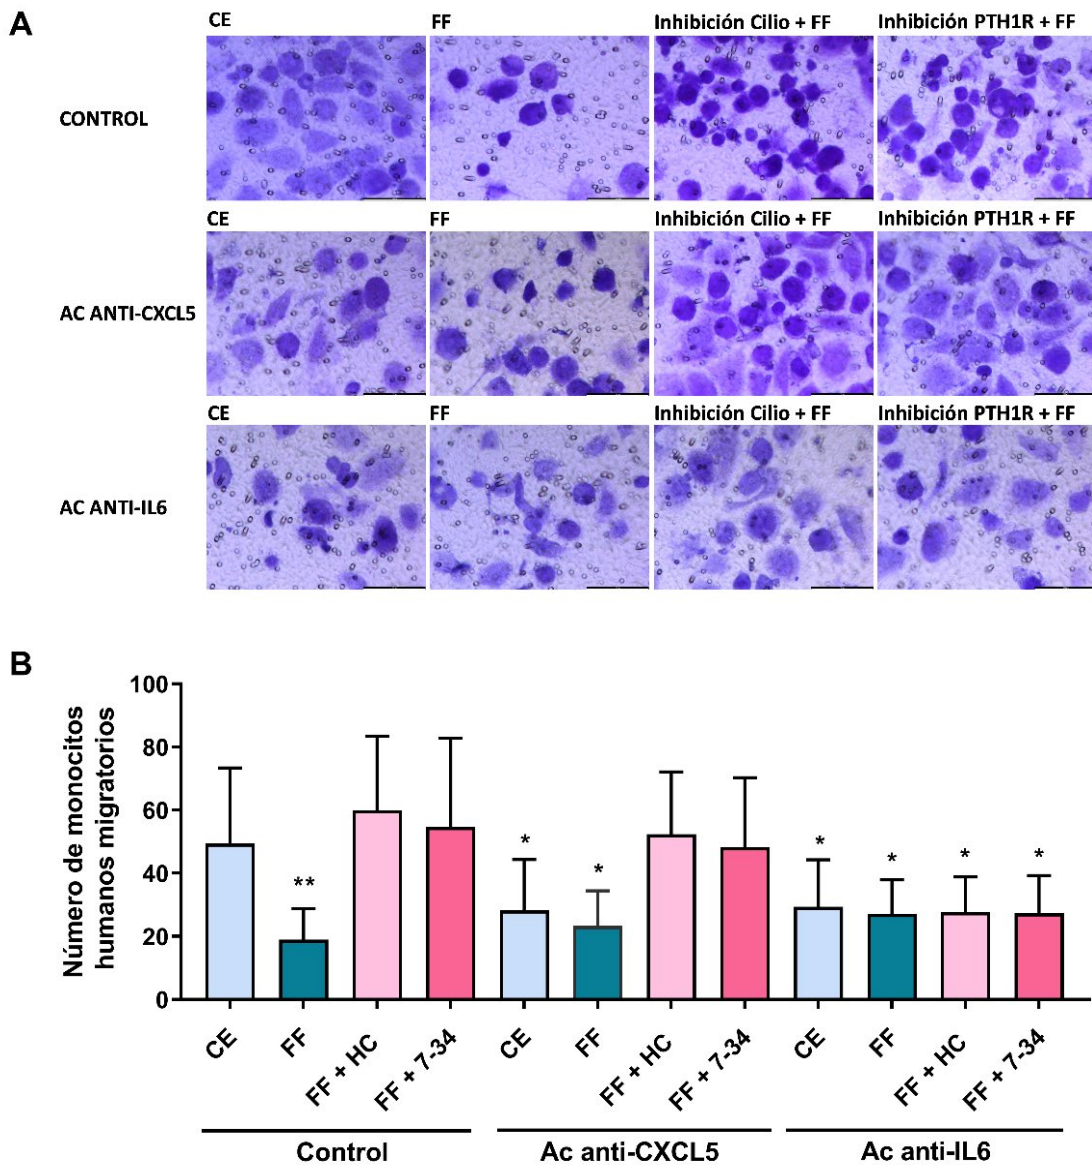 A
CE FF Inhibición Cilio + FF Inhibición PTH1R + FF
CONTROL
CE FF Inhibición Cilio + FF Inhibición PTH1R + FF
AC ANTI-CXCL5
CE FF Inhibición Cilio + FF Inhibición PTH1R + FF
AC ANTI-IL6
B
Número de monocitos
humanos migratorios
100
80
60
40
20
0
** * * * * * *
CE FF FF + HC FF + 7-34 CE FF FF + HC FF + 7-34 CE FF FF + HC FF + 7-34
Control Ac anti-CXCL5 Ac anti-IL6